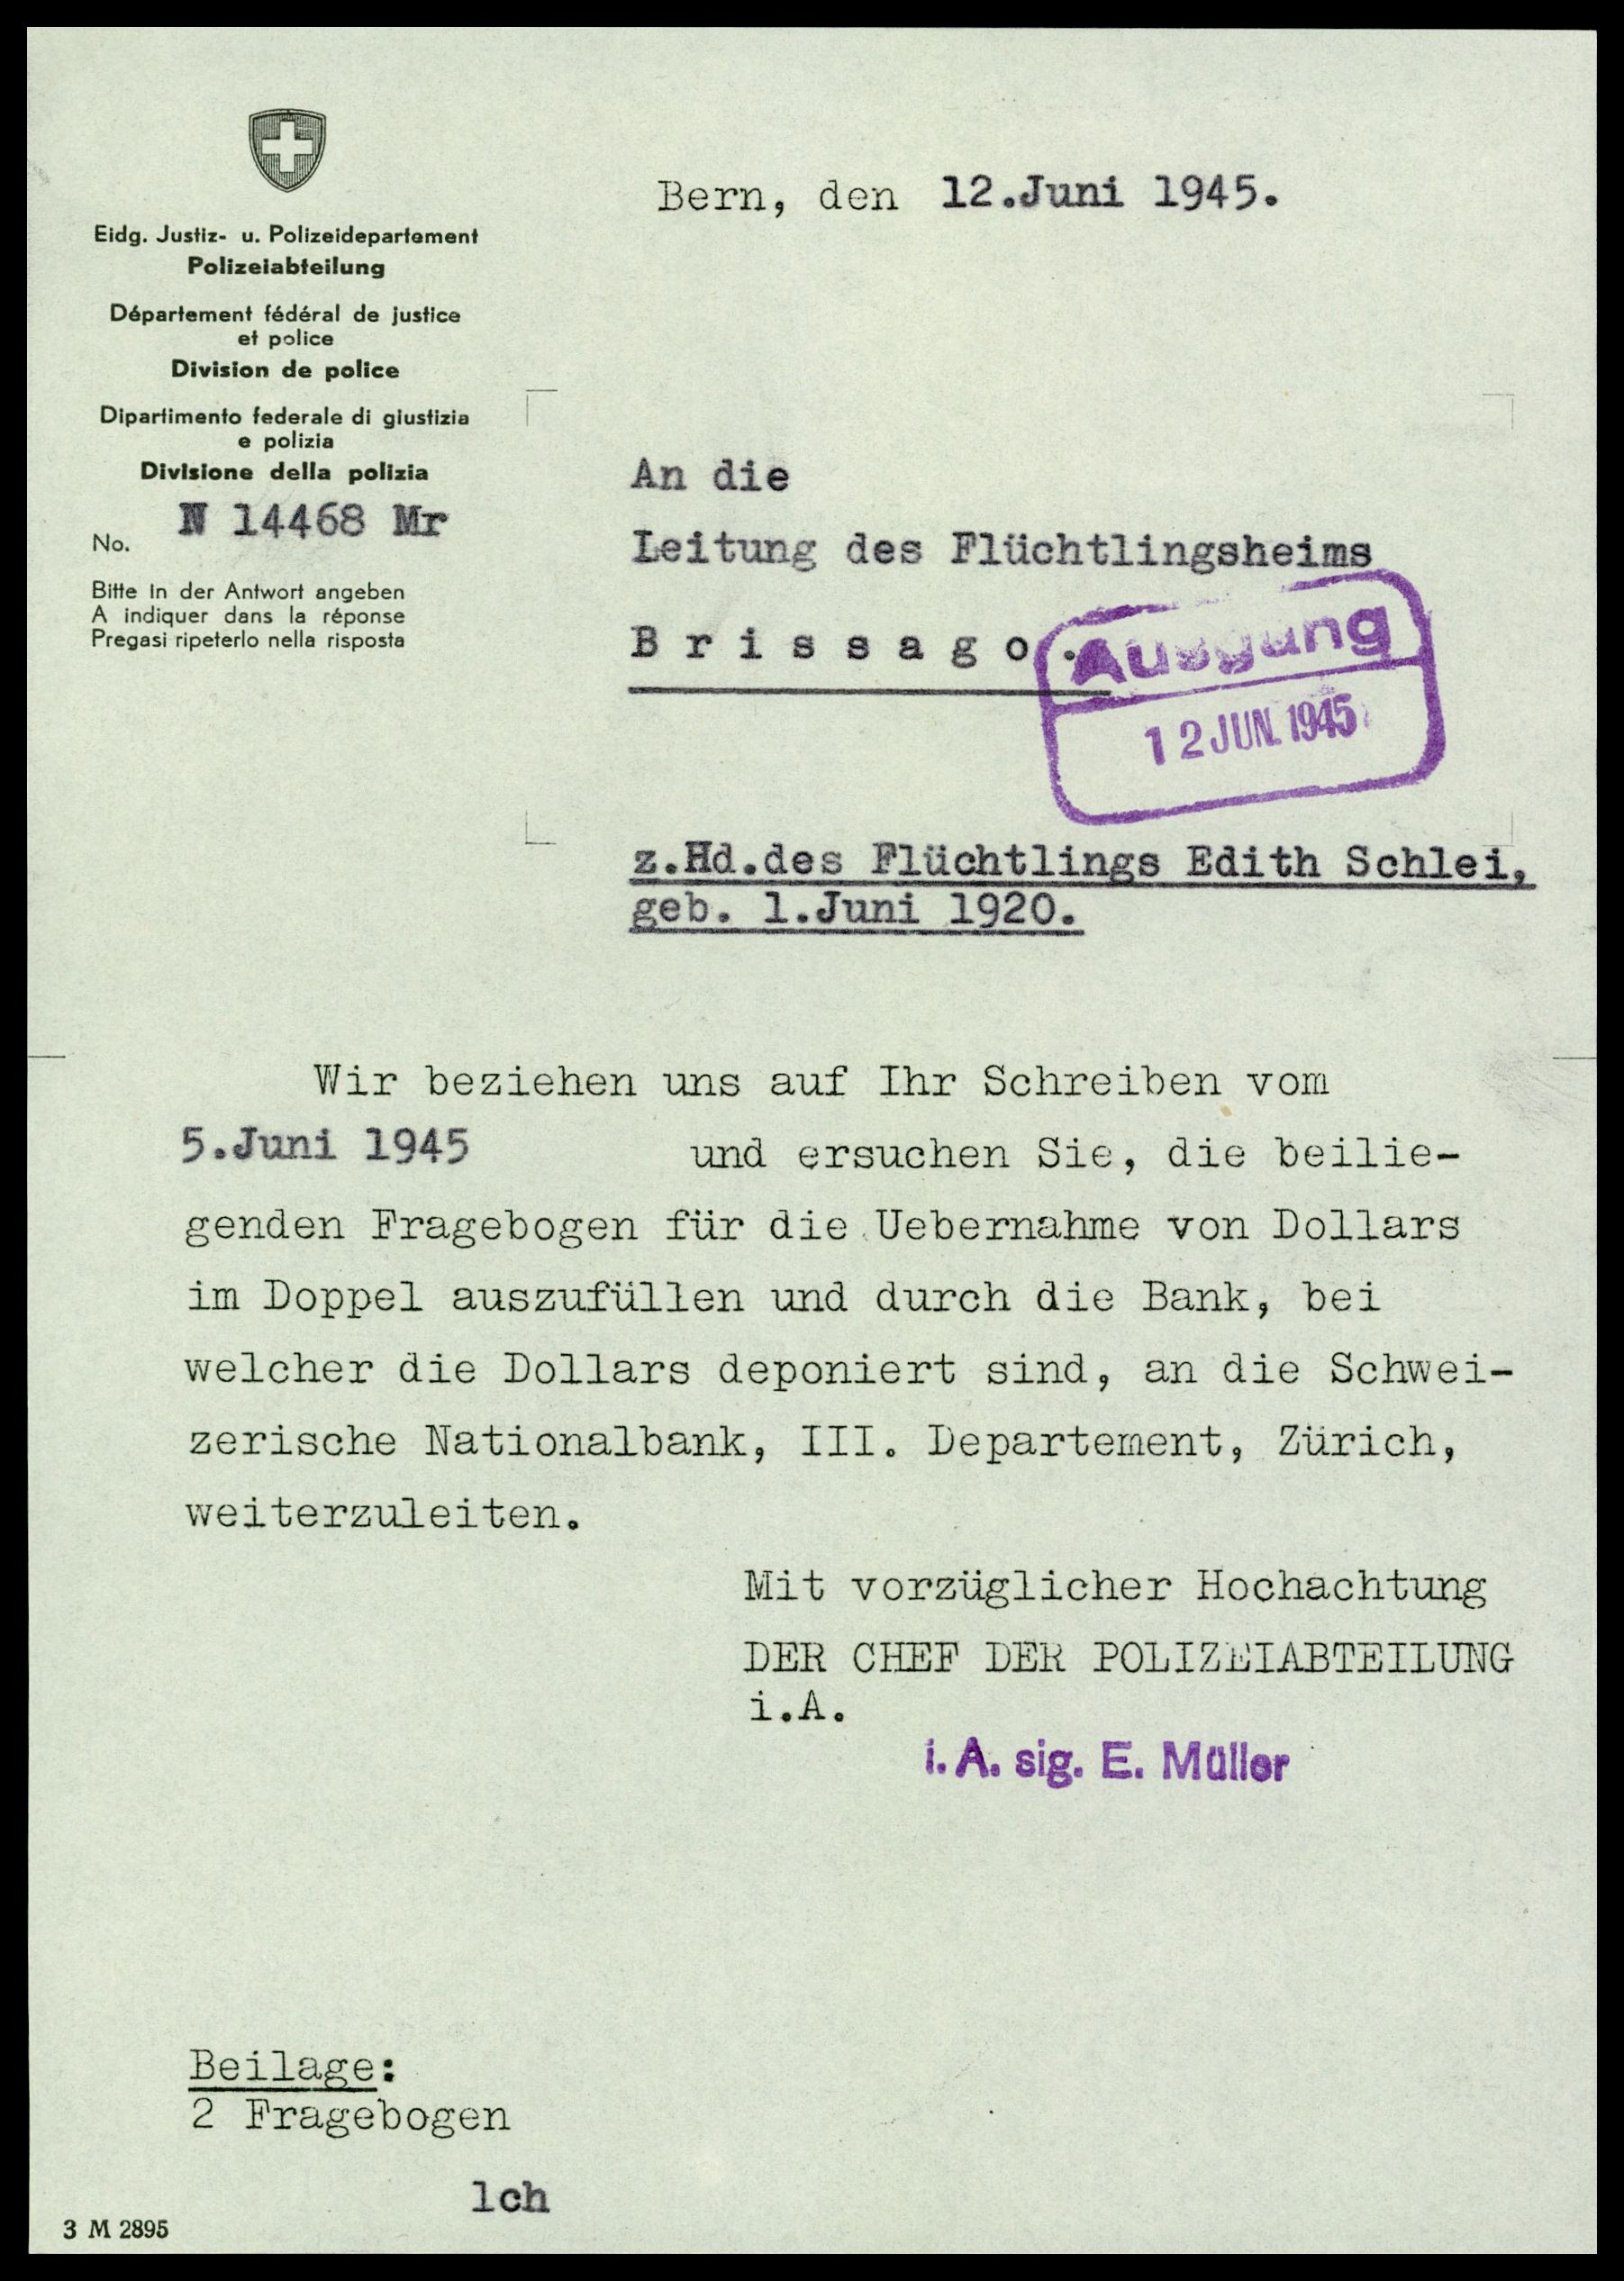 Eidg. Justiz- u. Polizeidepartement
Polizeiabteilung
Département fédéral de justice
et police
Division de police
Dipartimento federale di giustizia
e polizia
Divisione della polizia
No. N 14468 Mr
Bitte in der Antwort angeben
A indiquer dans la réponse
Pregasi ripeterlo nella risposta
Bern, den 12.Juni 1945.
An die
Leitung des Flüchtlingsheims
B r i s s a g o .
Ausgang
12 JUN. 1945
z.Hd.des Flüchtlings Edith Schlei,
geb. 1.Juni 1920.
Wir beziehen uns auf Ihr Schreiben vom
5.Juni 1945 und ersuchen Sie, die beilie-
genden Fragebogen für die Uebernahme von Dollars
im Doppel auszufüllen und durch die Bank, bei
welcher die Dollars deponiert sind, an die Schwei-
zerische Nationalbank, III. Departement, Zürich,
weiterzuleiten.
Mit vorzüglicher Hochachtung
DER CHEF DER POLIZEIABTEILUNG
i.A.
i. A. sig. E. Müller
Beilage:
2 Fragebogen
lch
3 M 2895